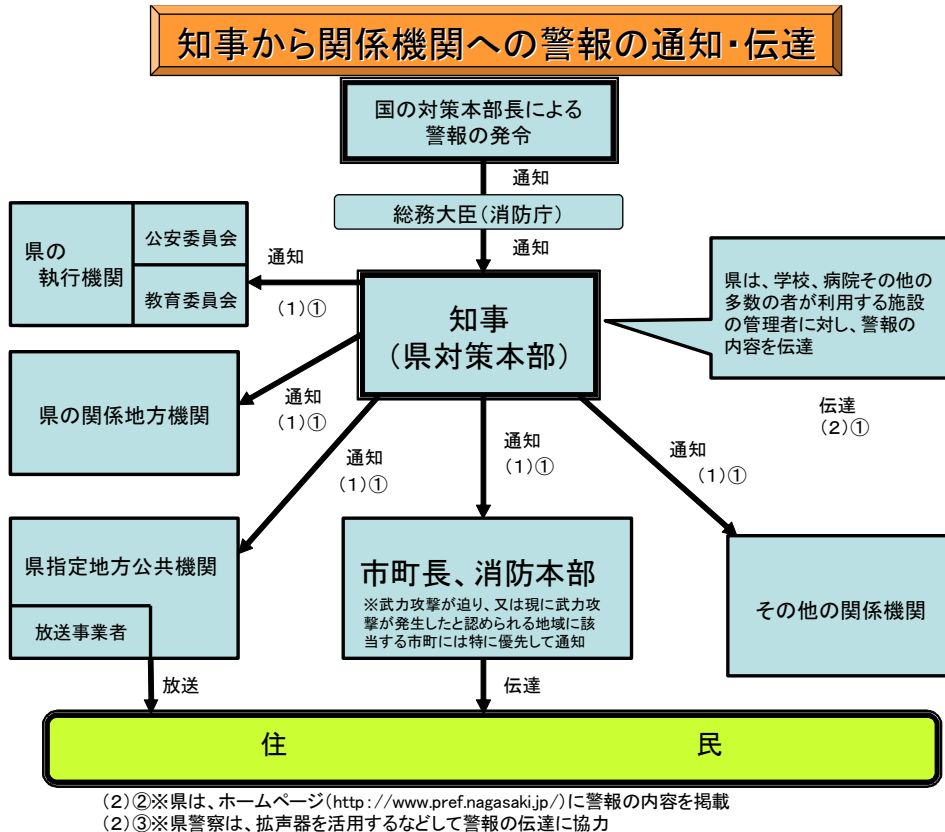 知事から関係機関への警報の通知･伝達
国の対策本部長による
警報の発令
通知
総務大臣（消防庁）
通知
県の
執行機関
公安委員会
教育委員会
通知
（1）①
知事
（県対策本部）
県は、学校、病院その他の
多数の者が利用する施設
の管理者に対し、警報の
内容を伝達
伝達
（2）①
県の関係地方機関
通知
（1）①
通知
（1）①
通知
（1）①
通知
（1）①
県指定地方公共機関
放送事業者
市町長、消防本部
※武力攻撃が迫り、又は現に武力攻
撃が発生したと認められる地域に該
当する市町には特に優先して通知
その他の関係機関
放送
伝達
住　民
（2）②※県は、ホームページ（http://www.pref.nagasaki.jp/）に警報の内容を掲載
（2）③※県警察は、拡声器を活用するなどして警報の伝達に協力